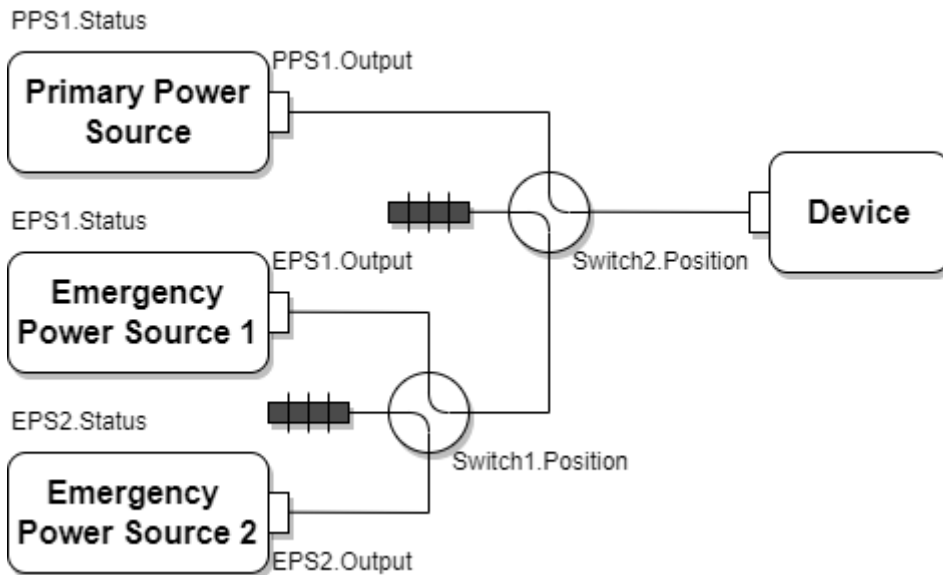 PPS1.Status
PPS1.Output
Primary Power
Source
EPS1.Status
Device
EPS1.Output
Switch2.Position
Emergency
Power Source 1
EPS2.Status
Switch1.Position
Emergency
Power Source 2
EPS2.Output